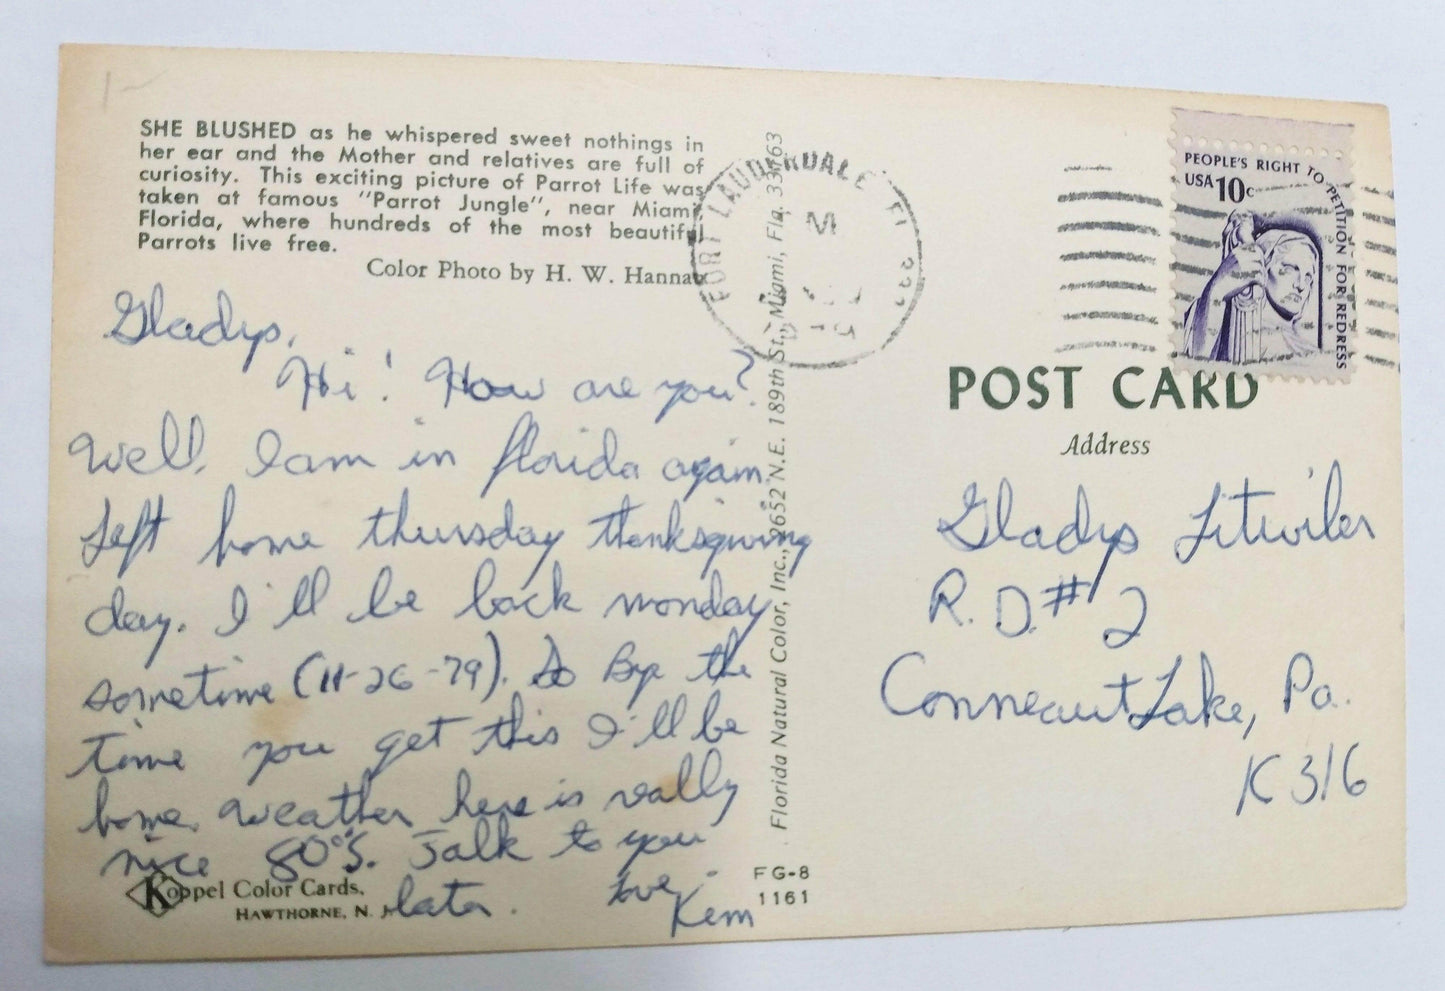 SHE BLUSHED as he whispered sweet nothings in
her ear and the Mother and relatives are full of
curiosity. This exciting picture of Parrot Life was
taken at famous "Parrot Jungle", near Miami,
Florida, where hundreds of the most beautiful
Parrots live free.
Color Photo by H. W. Hannau
Gladys,
Hi! How are you?
Well, I am in florida again.
Left home thursday thanksgiving
day. I'll be back monday
sometime (11-26-79). So Bye the
time you get this I'll be
home. Weather here is really
nice 80°s. Talk to you
later. Love,
Kim
Koppel Color Cards.
HAWTHORNE, N. J.
FG-8
1161
Florida Natural Color, Inc., 2652 N.E. 189th St., Miami, Fla. 33163
FORT LAUDERDALE FL 333
PEOPLE'S RIGHT TO PETITION FOR REDRESS
USA 10c
POST CARD
Address
Gladys Litwiler
R.D. #2
Conneaut Lake, Pa.
K316